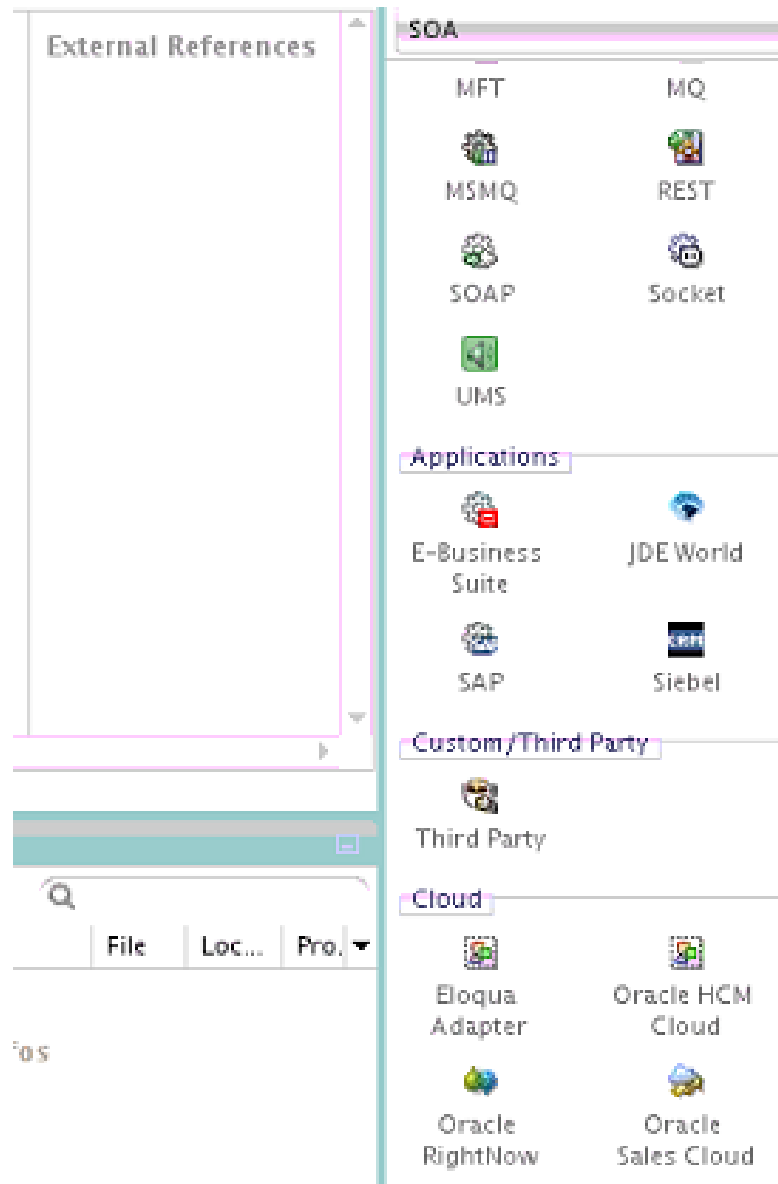 External References
File Loc... Pro.
fos
SOA
MFT MQ
MSMQ REST
SOAP Socket
UMS
Applications
E-Business JDE World
Suite
SAP Siebel
Custom/Third Party
Third Party
Cloud
Eloqua Oracle HCM
Adapter Cloud
Oracle Oracle
RightNow Sales Cloud